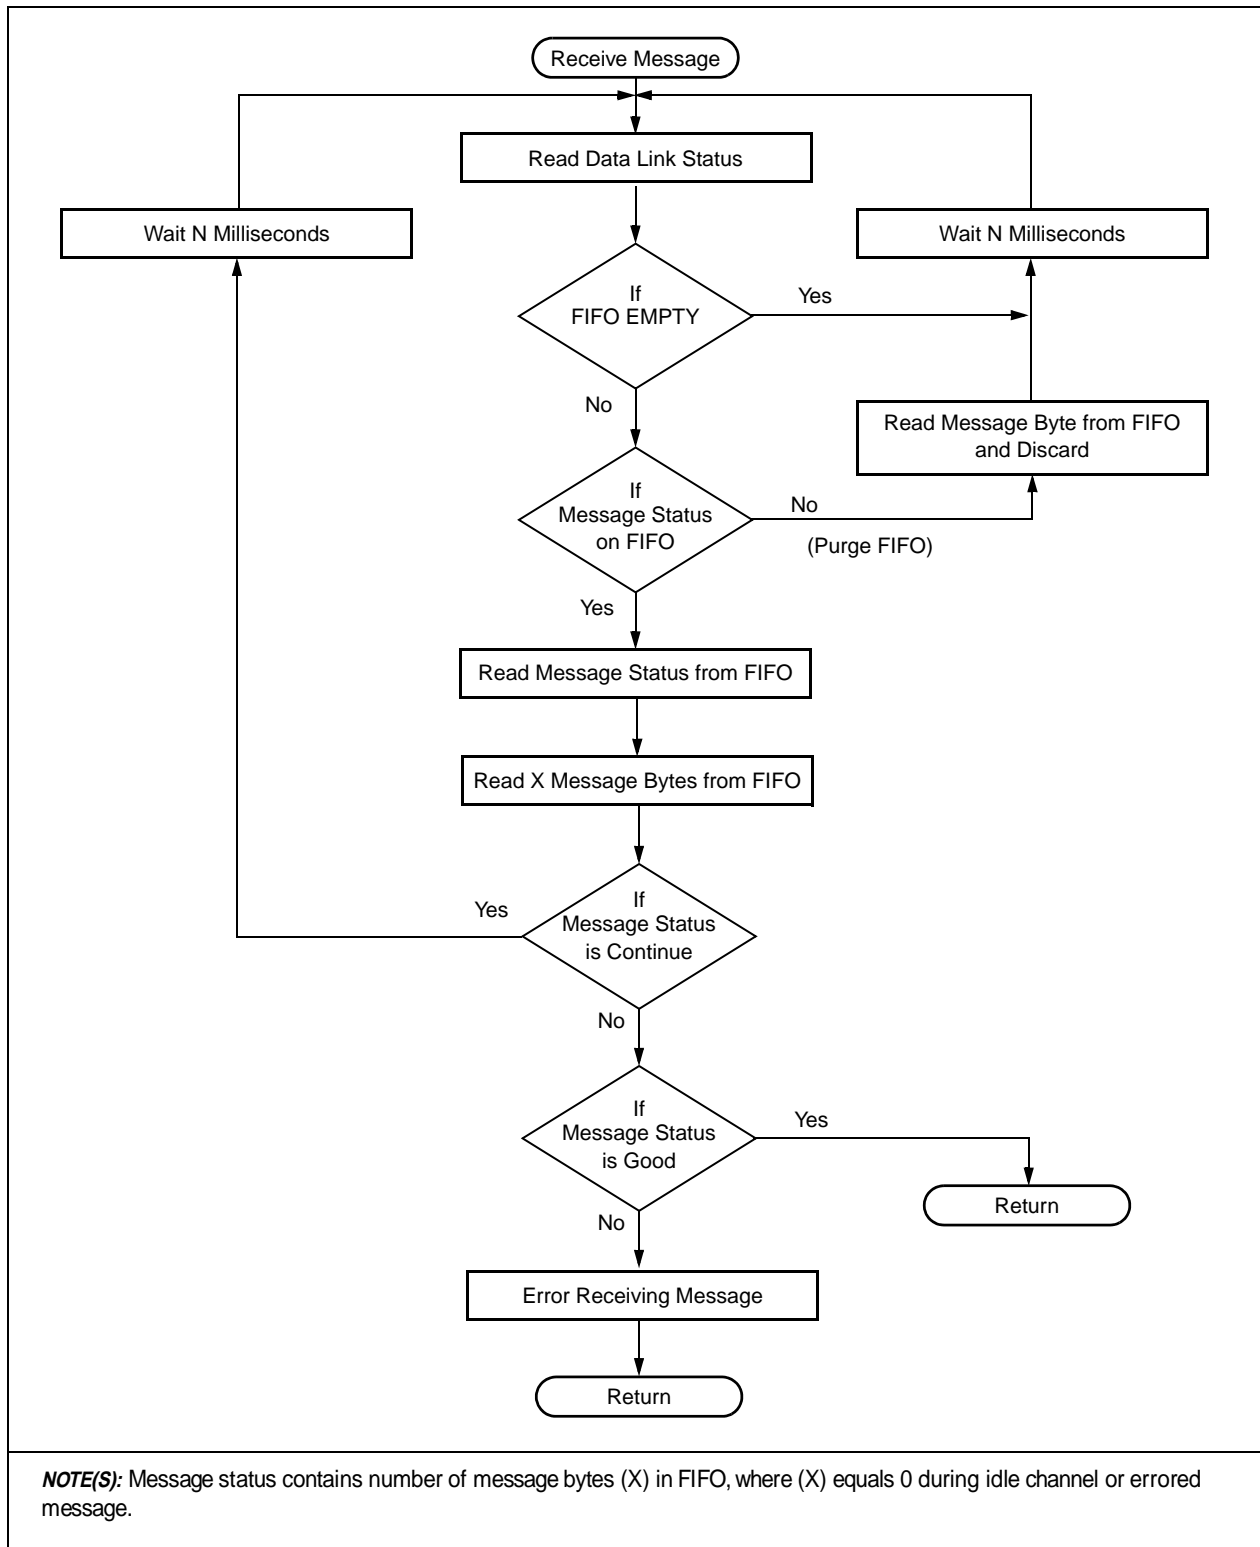 Receive Message
Read Data Link Status
Wait N Milliseconds
Wait N Milliseconds
If
FIFO EMPTY
Yes
No
Read Message Byte from FIFO
and Discard
If
Message Status
on FIFO
No
(Purge FIFO)
Yes
Read Message Status from FIFO
Read X Message Bytes from FIFO
If
Message Status
is Continue
Yes
No
If
Message Status
is Good
Yes
Return
No
Error Receiving Message
Return
NOTE(S): Message status contains number of message bytes (X) in FIFO, where (X) equals 0 during idle channel or errored
message.